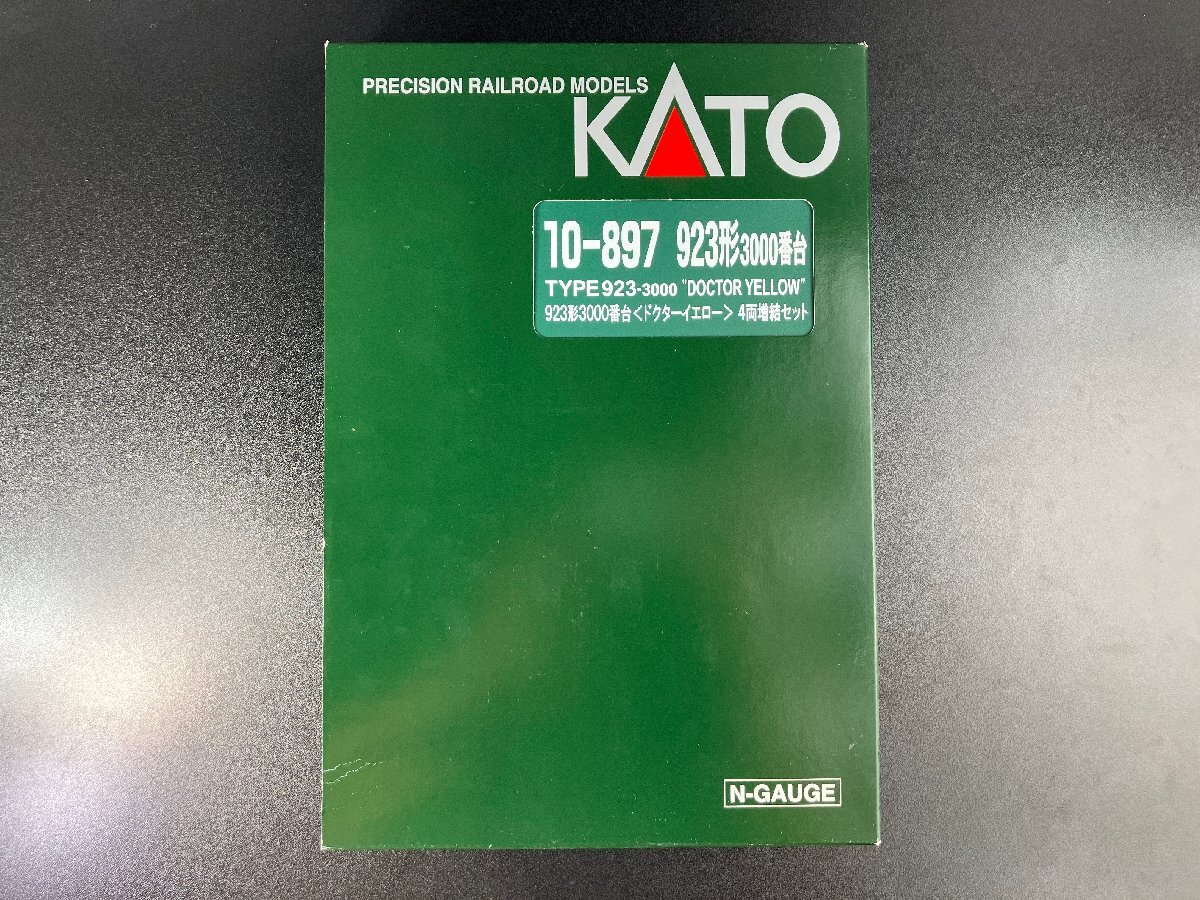 PRECISION RAILROAD MODELS
KATO
10-897 923形3000番台
TYPE923-3000 "DOCTOR YELLOW"
923形3000番台<ドクターイエロー> 4両増結セット
N-GAUGE